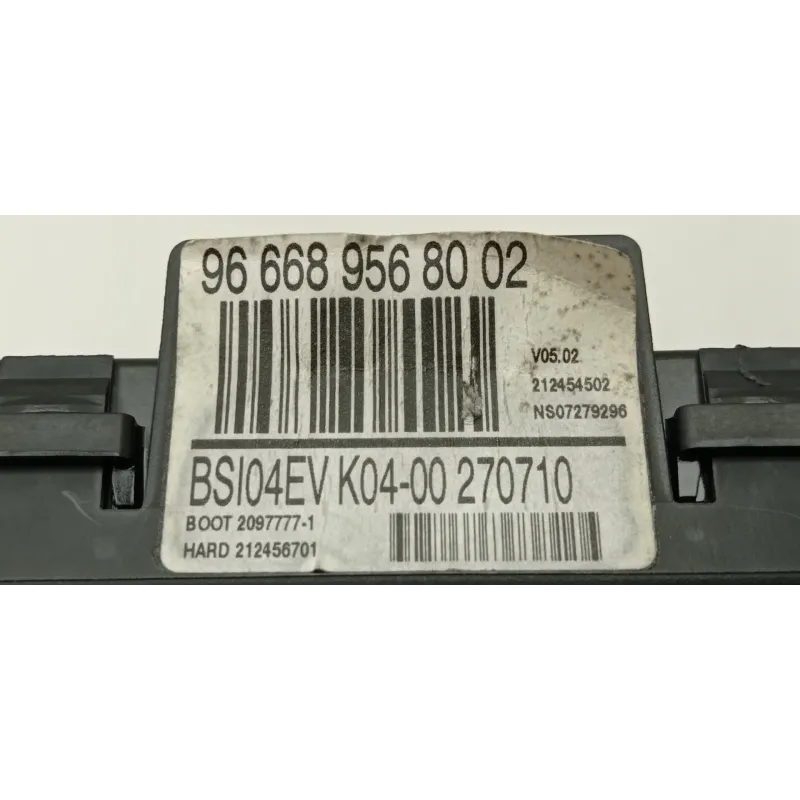 96 668 956 80 02
V05.02
212454502
NS07279296
BSI04EV K04-00 270710
BOOT 2097777-1
HARD 212456701